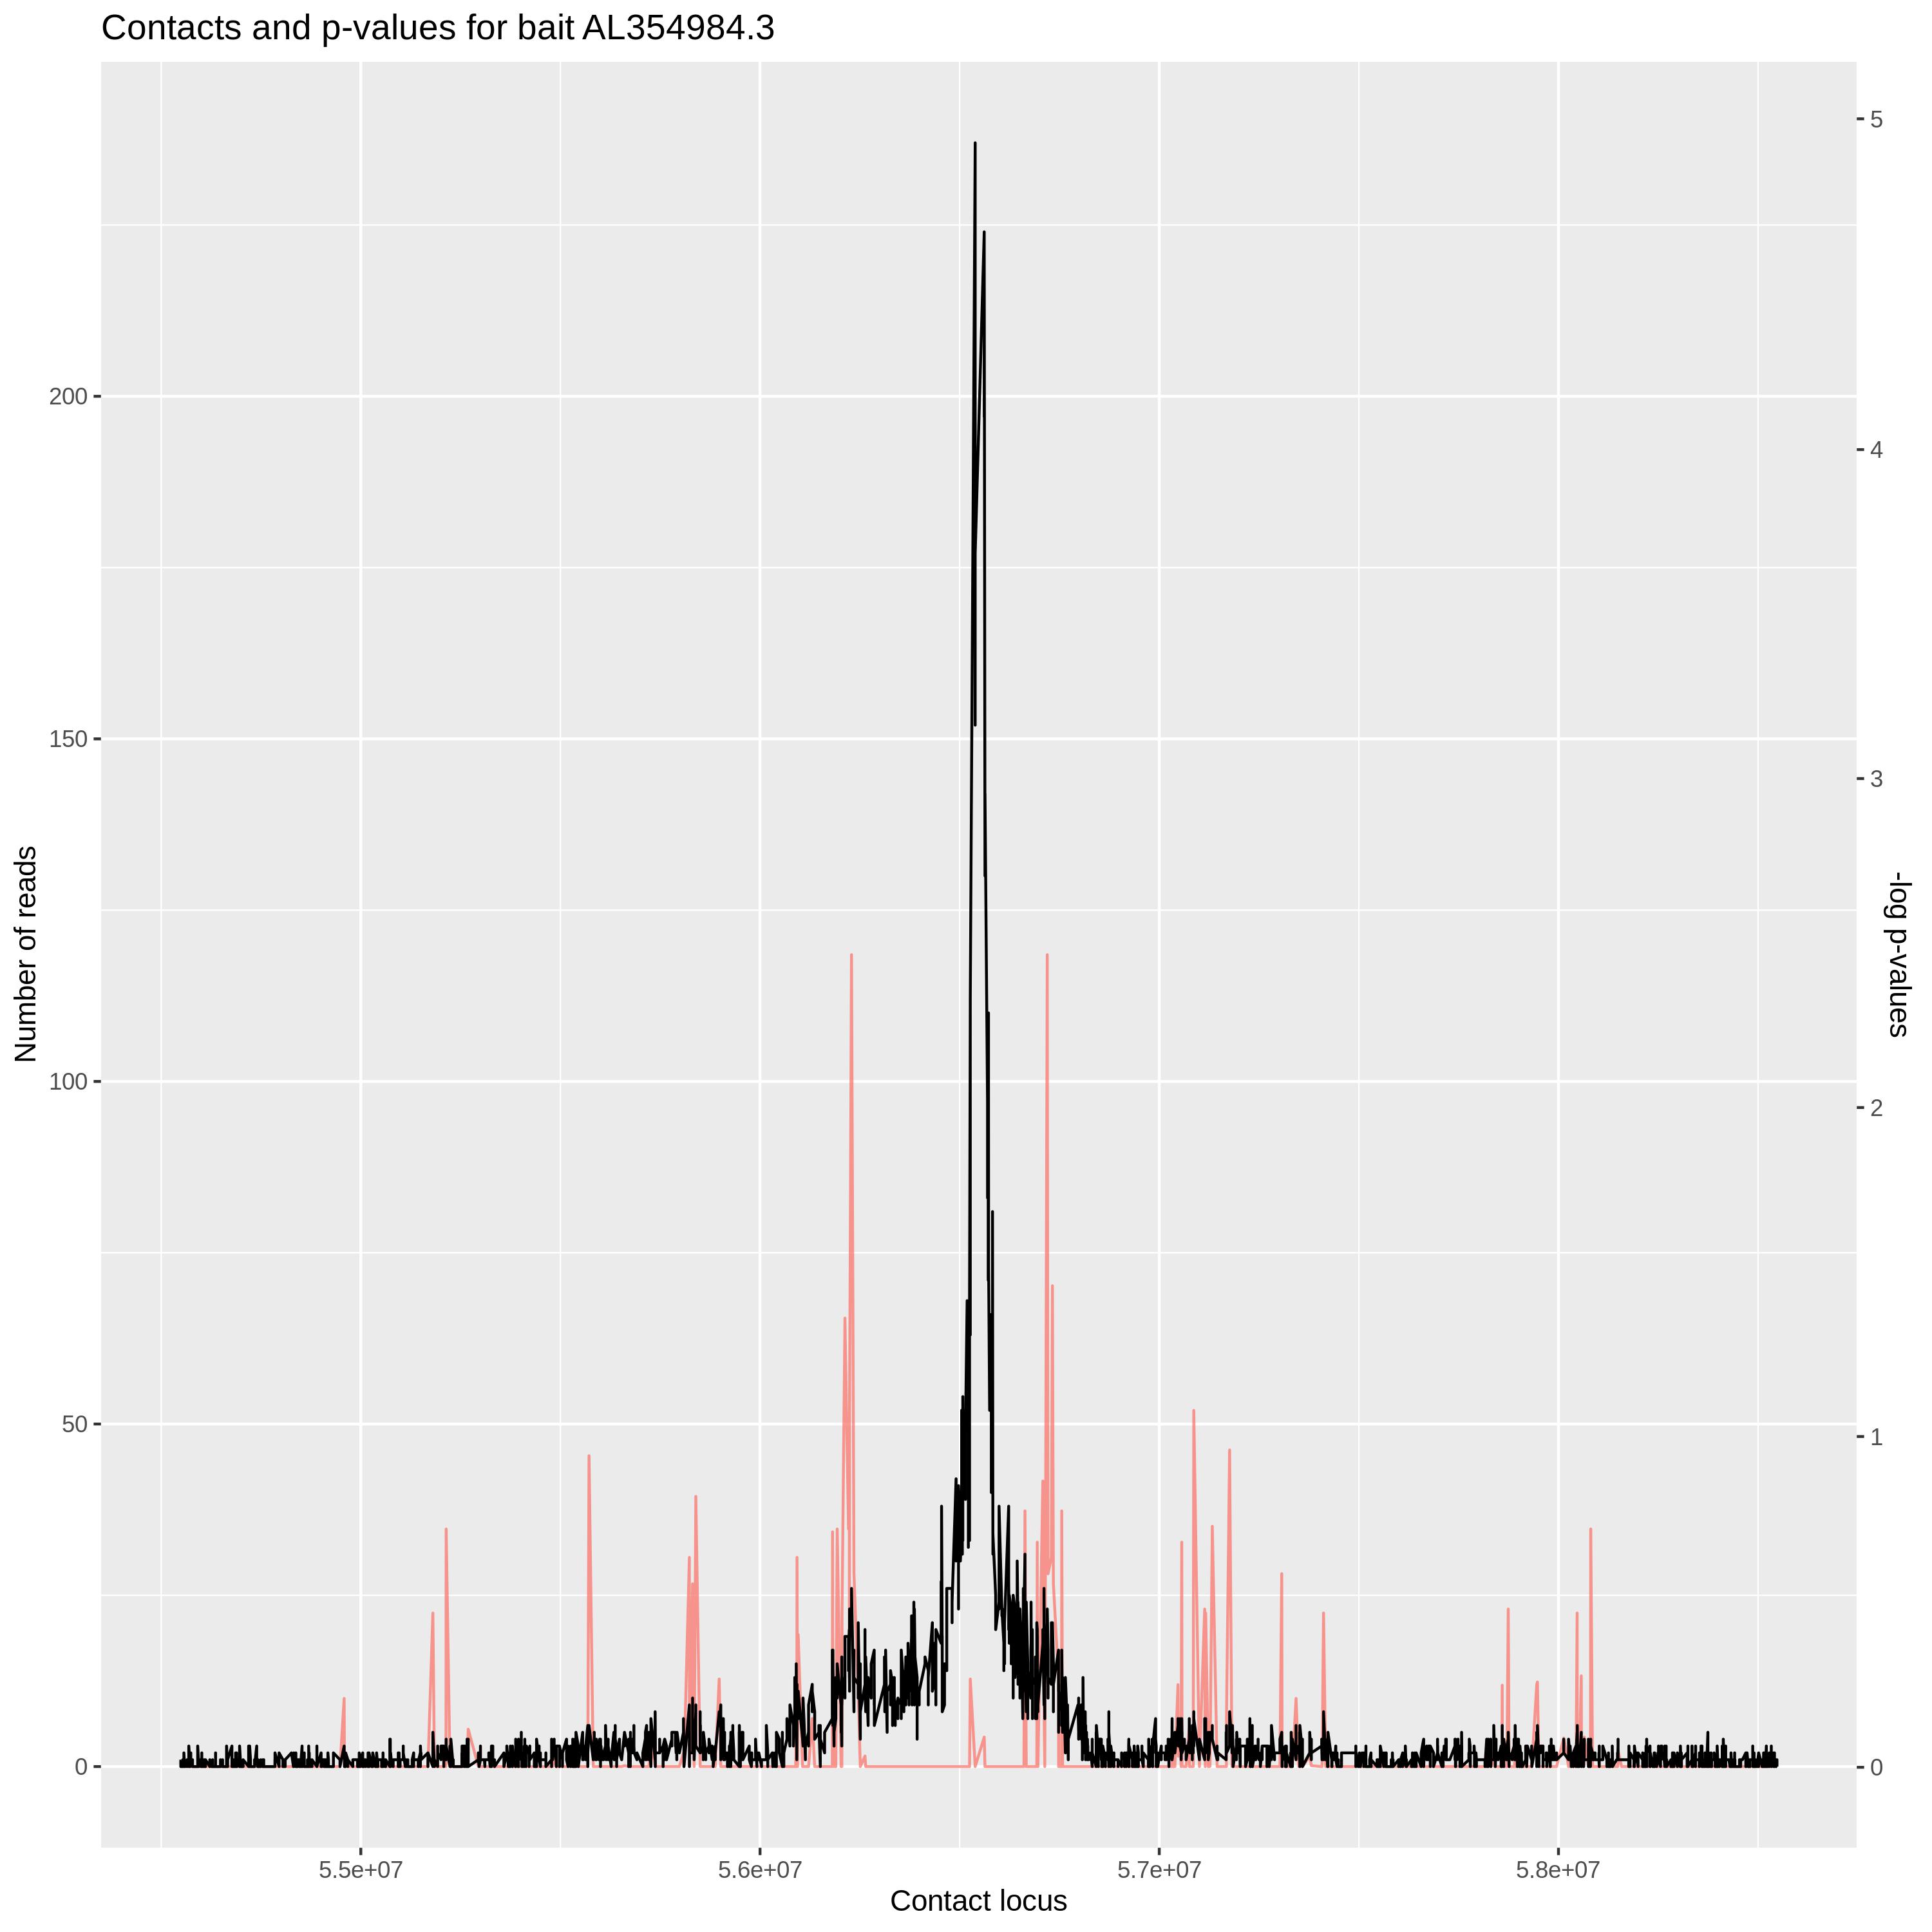 Contacts and p-values for bait AL354984.3
Number of reads
200
150
100
50
0
5
4
3
2
1
0
-log p-values
5.5e+07
5.6e+07
5.7e+07
5.8e+07
Contact locus